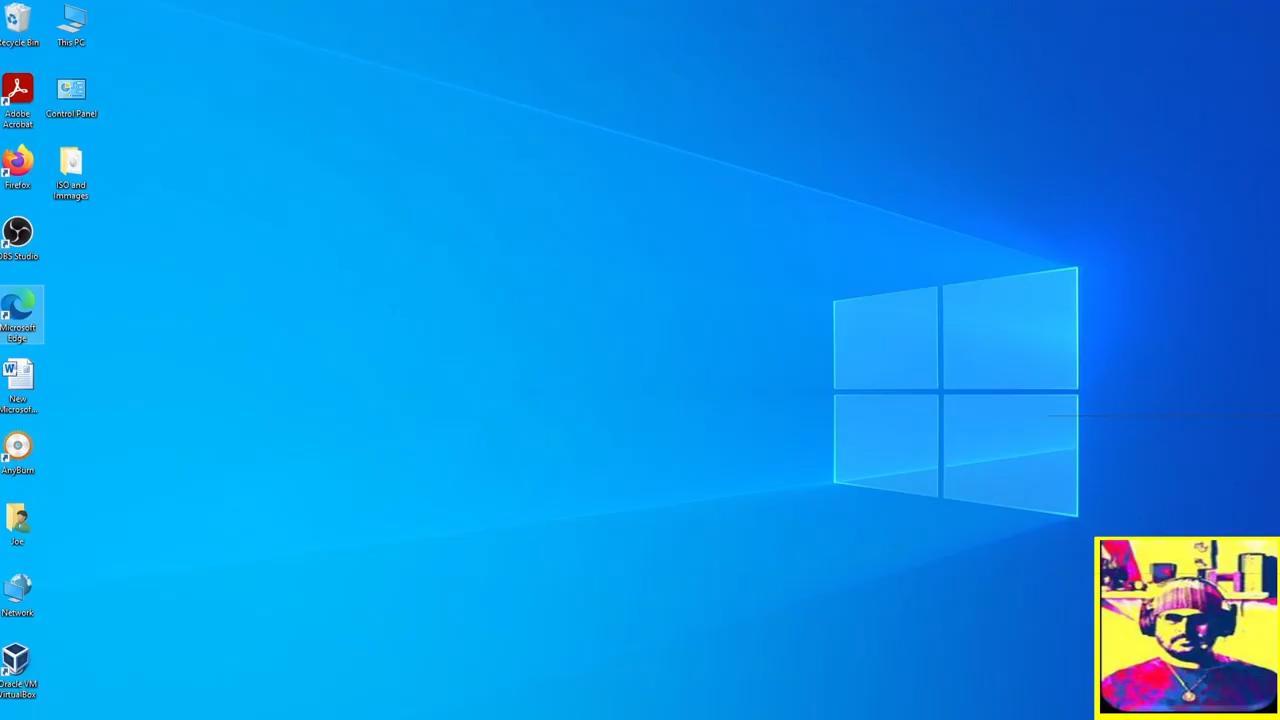 Recycle Bin
This PC
Adobe
Acrobat
Control Panel
Firefox
ISO and
Immages
OBS Studio
Microsoft
Edge
New
Microsof...
AnyBurn
Joe
Network
Oracle VM
VirtualBox